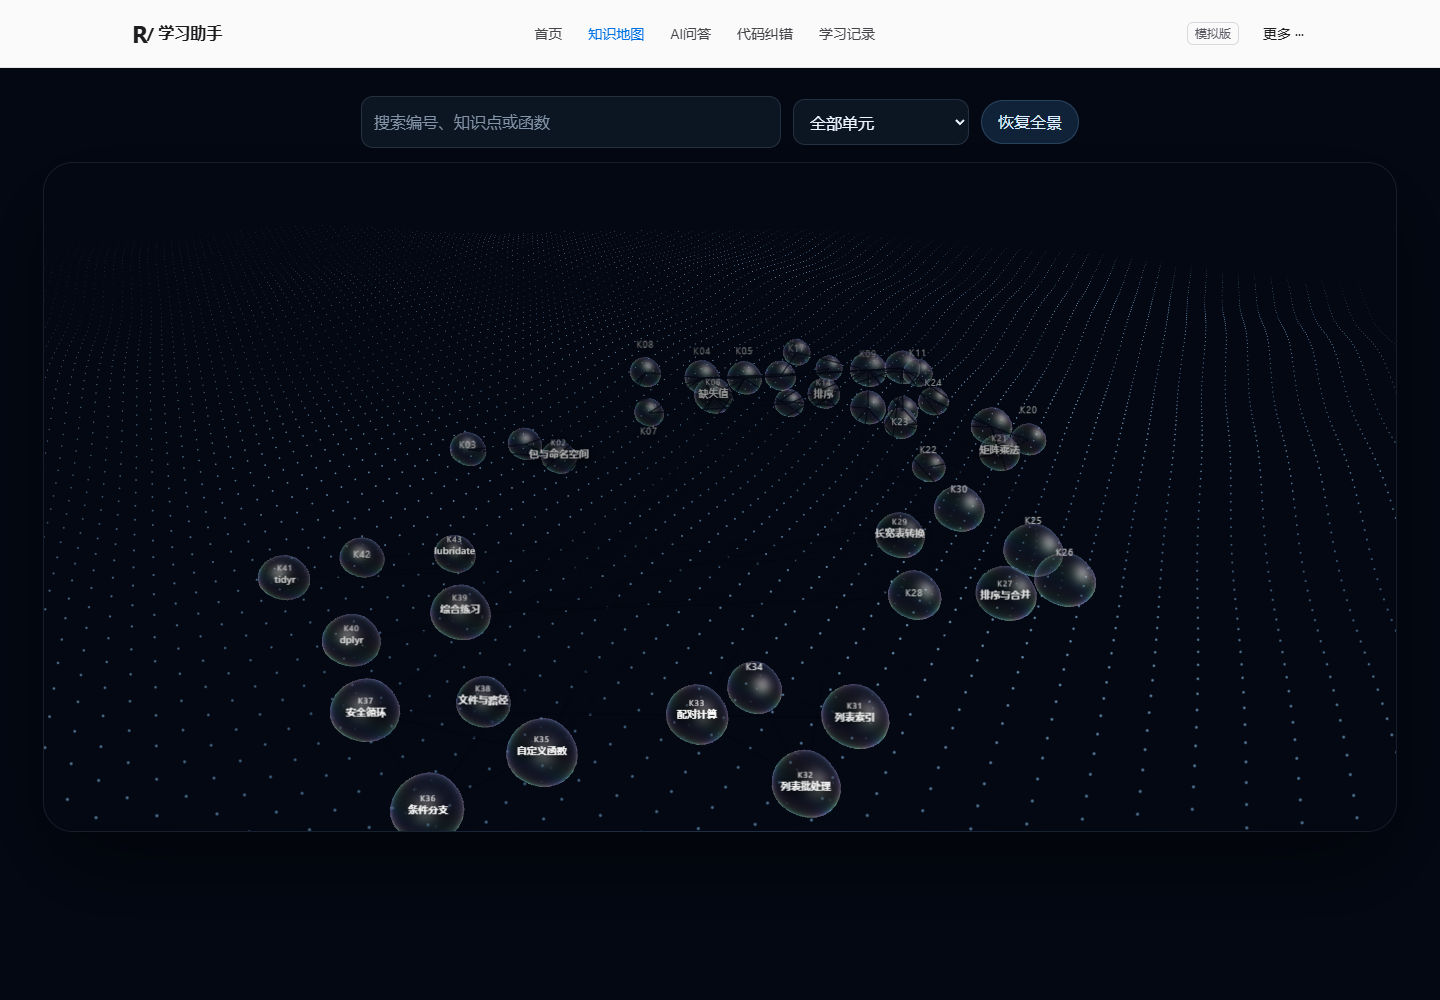 R/ 学习助手
首页 知识地图 AI问答 代码纠错 学习记录
模拟版 更多 ···
搜索编号、知识点或函数
全部单元
恢复全景
K08
K04
K05
K11
K06
缺失值
K14
排序
K24
K23
K07
K20
K21
矩阵乘法
K22
K03
K02
包与命名空间
K30
K29
长宽表转换
K25
K26
K27
排序与合并
K28
K43
lubridate
K42
K41
tidyr
K39
综合练习
K40
dplyr
K38
文件与路径
K37
安全循环
K34
K33
配对计算
K31
列表索引
K35
自定义函数
K32
列表批处理
K36
条件分支